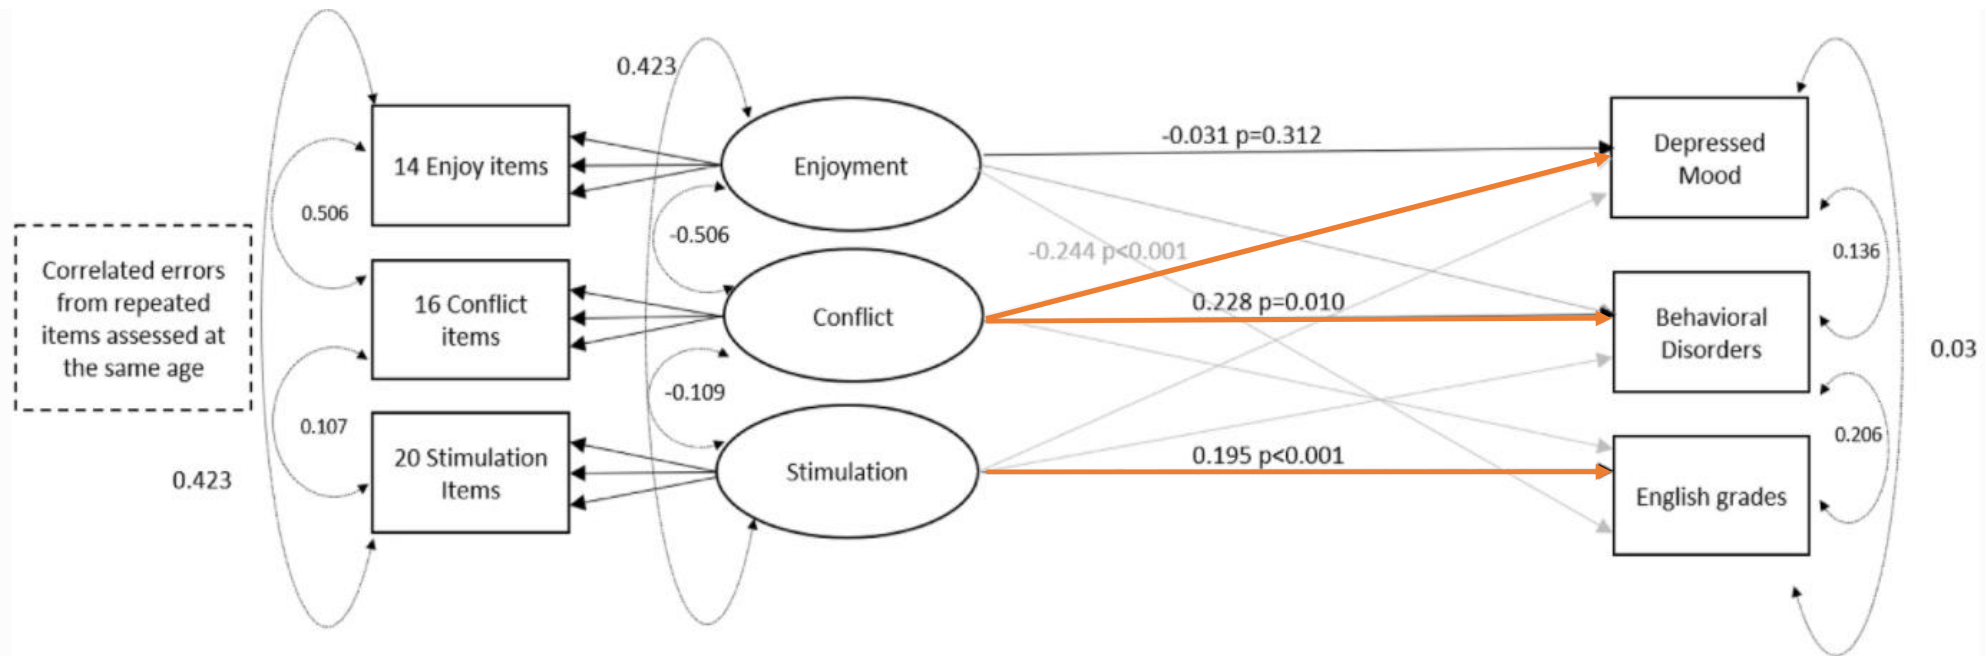 0.423
14 Enjoy items
0.506
Correlated errors
from repeated
items assessed at
the same age
16 Conflict
items
0.107
20 Stimulation
Items
0.423
Enjoyment
-0.506
Conflict
-0.109
Stimulation
-0.031 p=0.312
-0.244 p<0.001
0.228 p=0.010
0.195 p<0.001
Depressed
Mood
0.136
Behavioral
Disorders
0.03
0.206
English grades